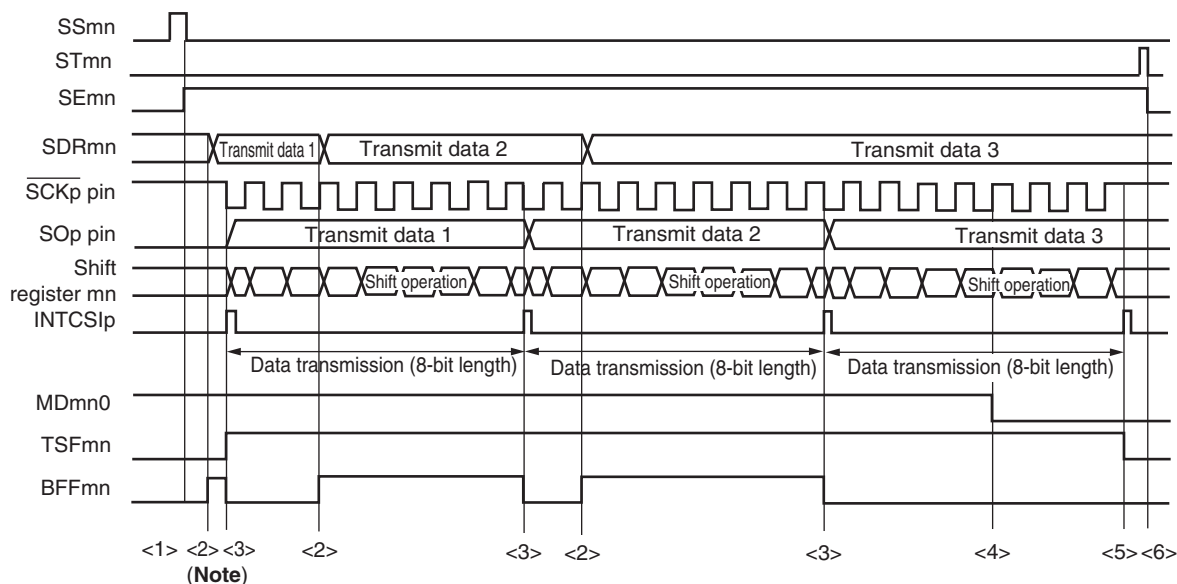 SSmn
STmn
SEmn
SDRmn Transmit data 1 Transmit data 2 Transmit data 3
SCKp pin
SOp pin Transmit data 1 Transmit data 2 Transmit data 3
Shift
register mn Shift operation Shift operation Shift operation
INTCSIp
Data transmission (8-bit length) Data transmission (8-bit length) Data transmission (8-bit length)
MDmn0
TSFmn
BFFmn
<1> <2> <3> <2> <3> <2> <3> <4> <5> <6>
(Note)